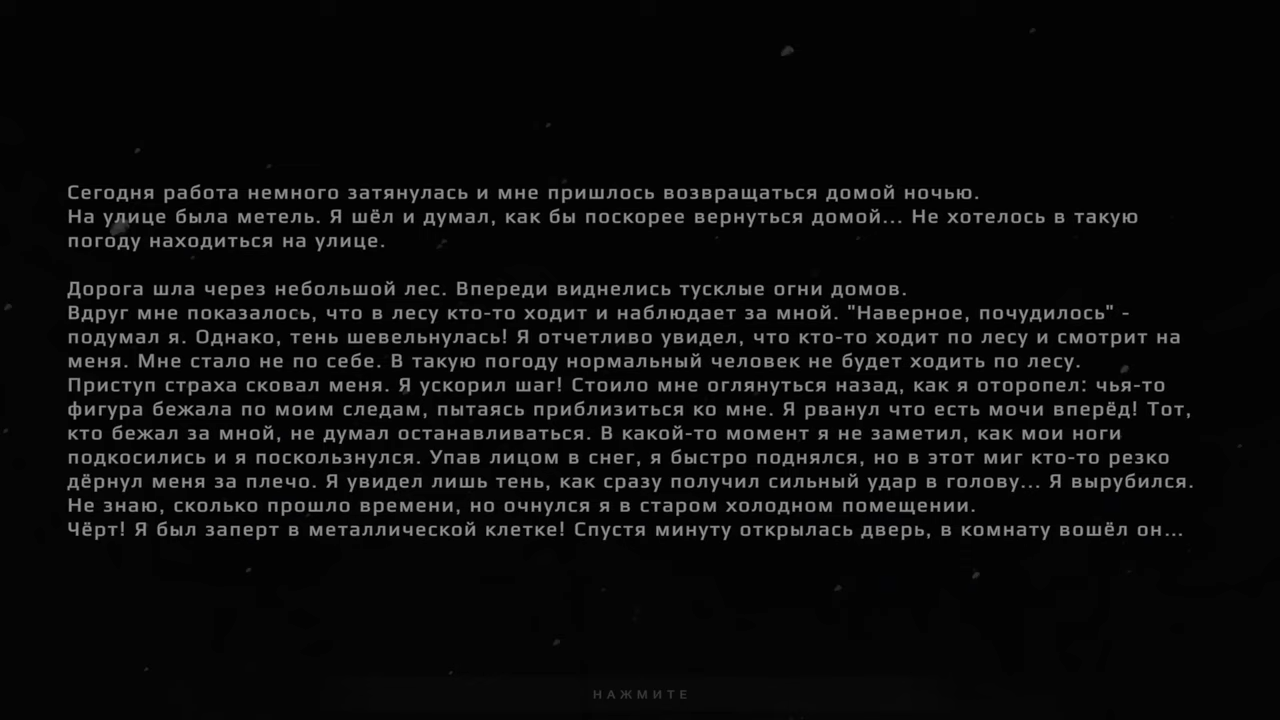 Сегодня работа немного затянулась и мне пришлось возвращаться домой ночью.
На улице была метель. Я шёл и думал, как бы поскорее вернуться домой... Не хотелось в такую
погоду находиться на улице.
Дорога шла через небольшой лес. Впереди виднелись тусклые огни домов.
Вдруг мне показалось, что в лесу кто-то ходит и наблюдает за мной. "Наверное, почудилось" -
подумал я. Однако, тень шевельнулась! Я отчетливо увидел, что кто-то ходит по лесу и смотрит на
меня. Мне стало не по себе. В такую погоду нормальный человек не будет ходить по лесу.
Приступ страха сковал меня. Я ускорил шаг! Стоило мне оглянуться назад, как я оторопел: чья-то
фигура бежала по моим следам, пытаясь приблизиться ко мне. Я рванул что есть мочи вперёд! Тот,
кто бежал за мной, не думал останавливаться. В какой-то момент я не заметил, как мои ноги
подкосились и я поскользнулся. Упав лицом в снег, я быстро поднялся, но в этот миг кто-то резко
дёрнул меня за плечо. Я увидел лишь тень, как сразу получил сильный удар в голову... Я вырубился.
Не знаю, сколько прошло времени, но очнулся я в старом холодном помещении.
Чёрт! Я был заперт в металлической клетке! Спустя минуту открылась дверь, в комнату вошёл он...
НАЖМИТЕ